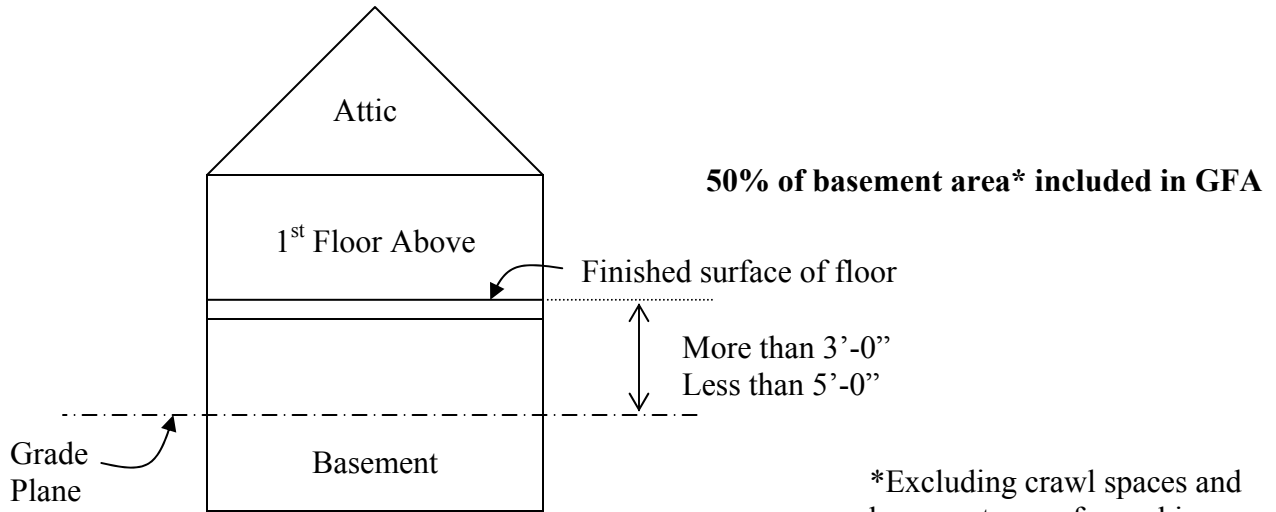 Attic
50% of basement area* included in GFA
1st Floor Above
Finished surface of floor
More than 3’-0”
Less than 5’-0”
Grade
Plane
Basement
*Excluding crawl spaces and